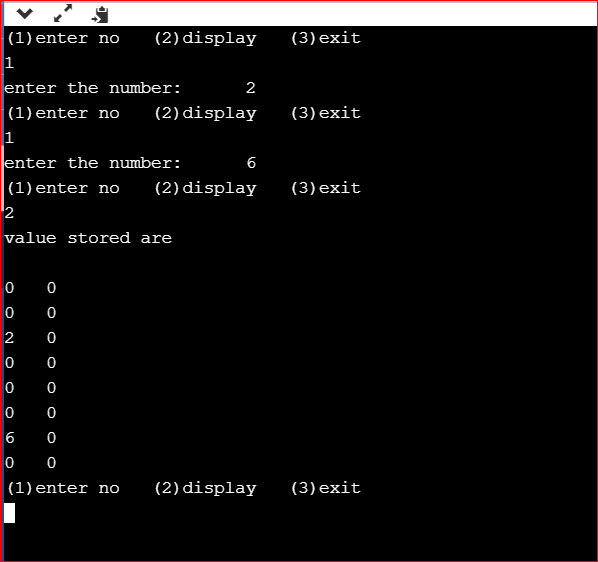 (1)enter no   (2)display   (3)exit
1
enter the number:      2
(1)enter no   (2)display   (3)exit
1
enter the number:      6
(1)enter no   (2)display   (3)exit
2
value stored are
0   0
0   0
2   0
0   0
0   0
0   0
6   0
0   0
(1)enter no   (2)display   (3)exit